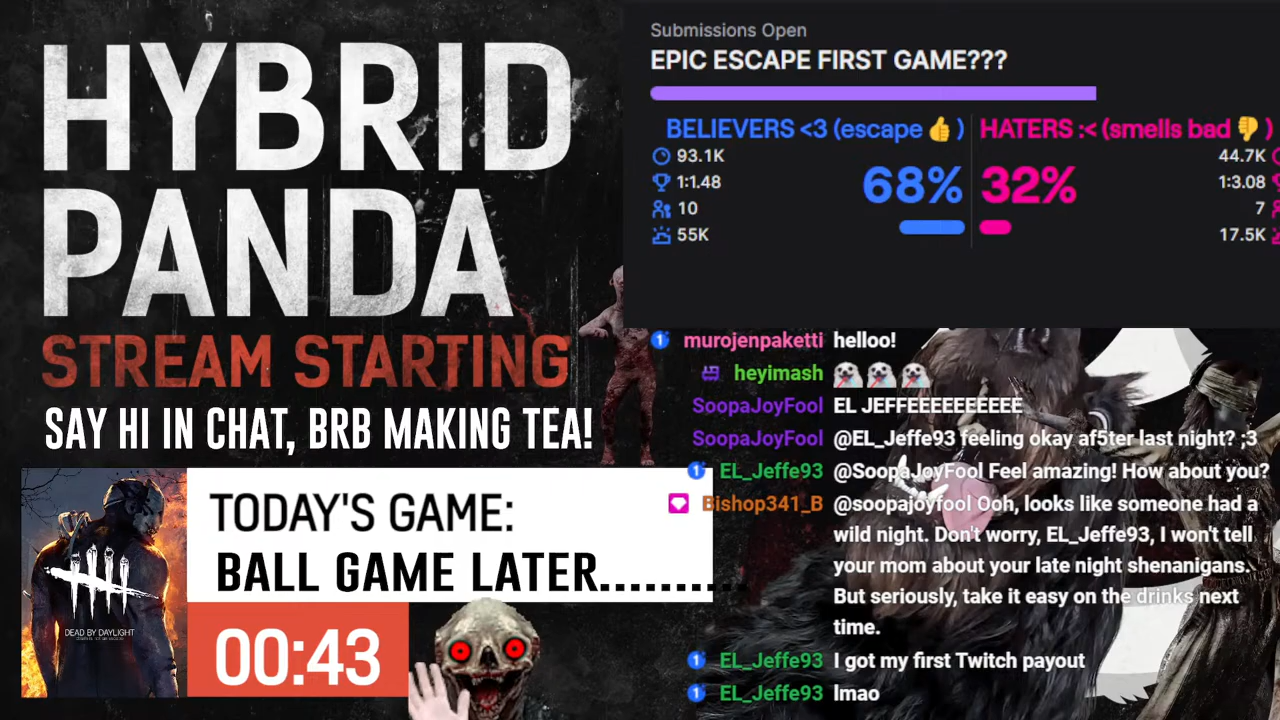 HYBRID
PANDA
STREAM STARTING
SAY HI IN CHAT, BRB MAKING TEA!
TODAY'S GAME:
BALL GAME LATER..........
DEAD BY DAYLIGHT
00:43
Submissions Open
EPIC ESCAPE FIRST GAME???
BELIEVERS <3 (escape 👍)
93.1K
1:1.48
10
55K
68%
HATERS :< (smells bad 👎)
44.7K
1:3.08
7
17.5K
32%
murojenpaketti helloo!
heyimash
SoopaJoyFool EL JEFFEEEEEEEEEE
SoopaJoyFool @EL_Jeffe93 feeling okay af5ter last night? ;3
EL_Jeffe93 @SoopaJoyFool Feel amazing! How about you?
Bishop341_B @soopajoyfool Ooh, looks like someone had a
wild night. Don't worry, EL_Jeffe93, I won't tell
your mom about your late night shenanigans.
But seriously, take it easy on the drinks next
time.
EL_Jeffe93 I got my first Twitch payout
EL_Jeffe93 lmao